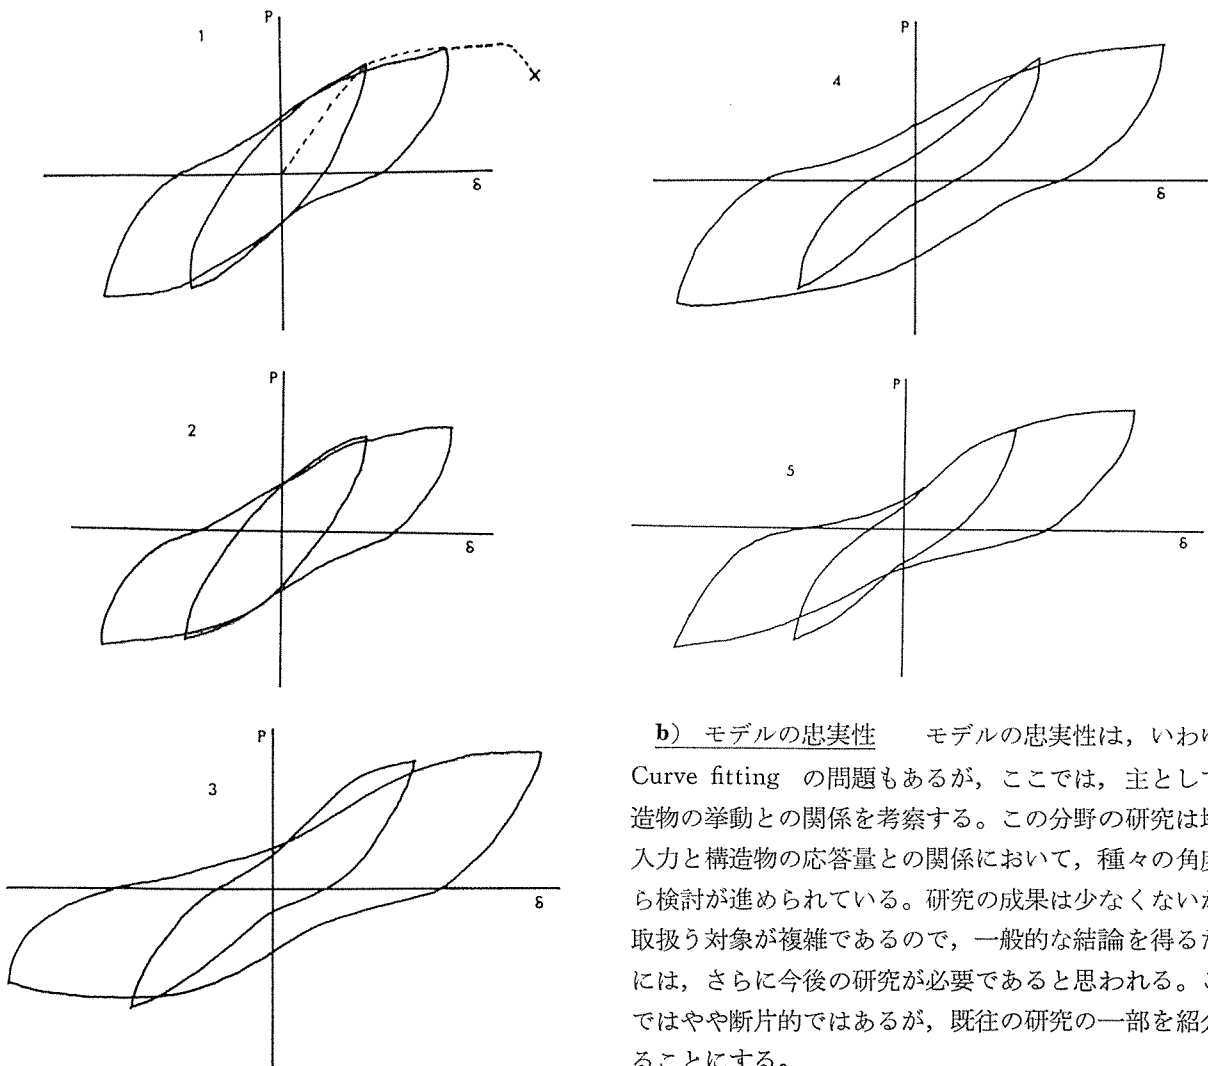 1
P
δ
4
P
δ
2
P
δ
5
P
δ
3
P
δ
b) モデルの忠実性 モデルの忠実性は，いわ
Curve fitting の問題もあるが，ここでは，主として
造物の挙動との関係を考察する。この分野の研究は
入力と構造物の応答量との関係において，種々の角度
ら検討が進められている。研究の成果は少なくない
取扱う対象が複雑であるので，一般的な結論を得る
には，さらに今後の研究が必要であると思われる。
ではやや断片的ではあるが，既往の研究の一部を紹介
ることにする。